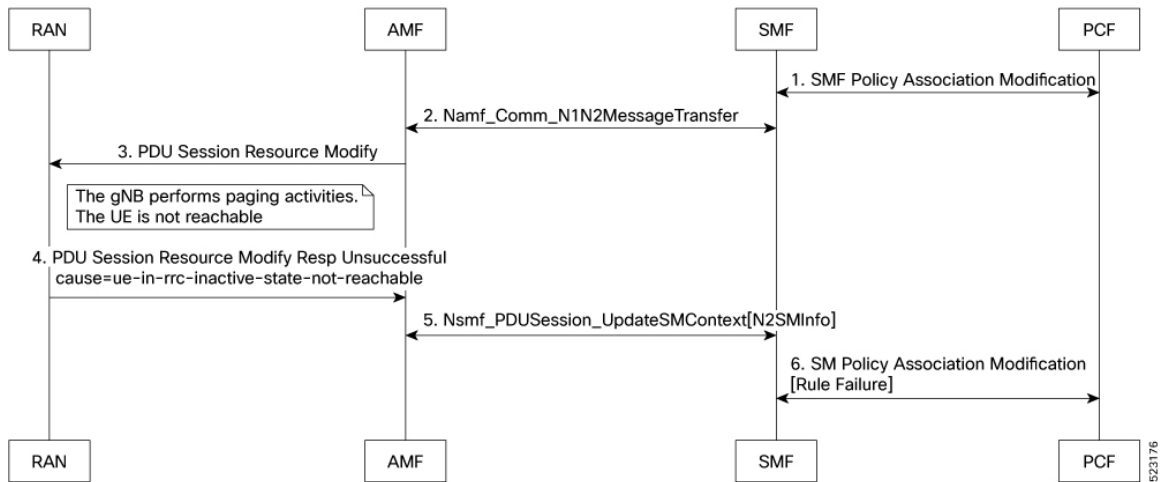 RAN
AMF
SMF
PCF
1. SMF Policy Association Modification
2. Namf_Comm_N1N2MessageTransfer
3. PDU Session Resource Modify
The gNB performs paging activities.
The UE is not reachable
4. PDU Session Resource Modify Resp Unsuccessful
cause=ue-in-rrc-inactive-state-not-reachable
5. Nsmf_PDUSession_UpdateSMContext[N2SMInfo]
6. SM Policy Association Modification
[Rule Failure]
RAN
AMF
SMF
PCF
523176